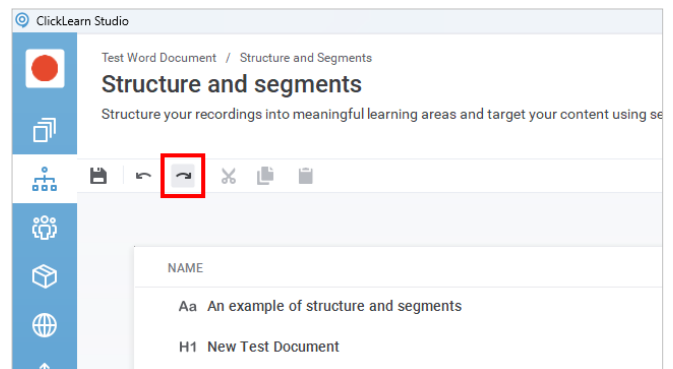 ClickLearn Studio
Test Word Document / Structure and Segments
Structure and segments
Structure your recordings into meaningful learning areas and target your content using se
NAME
Aa An example of structure and segments
H1 New Test Document